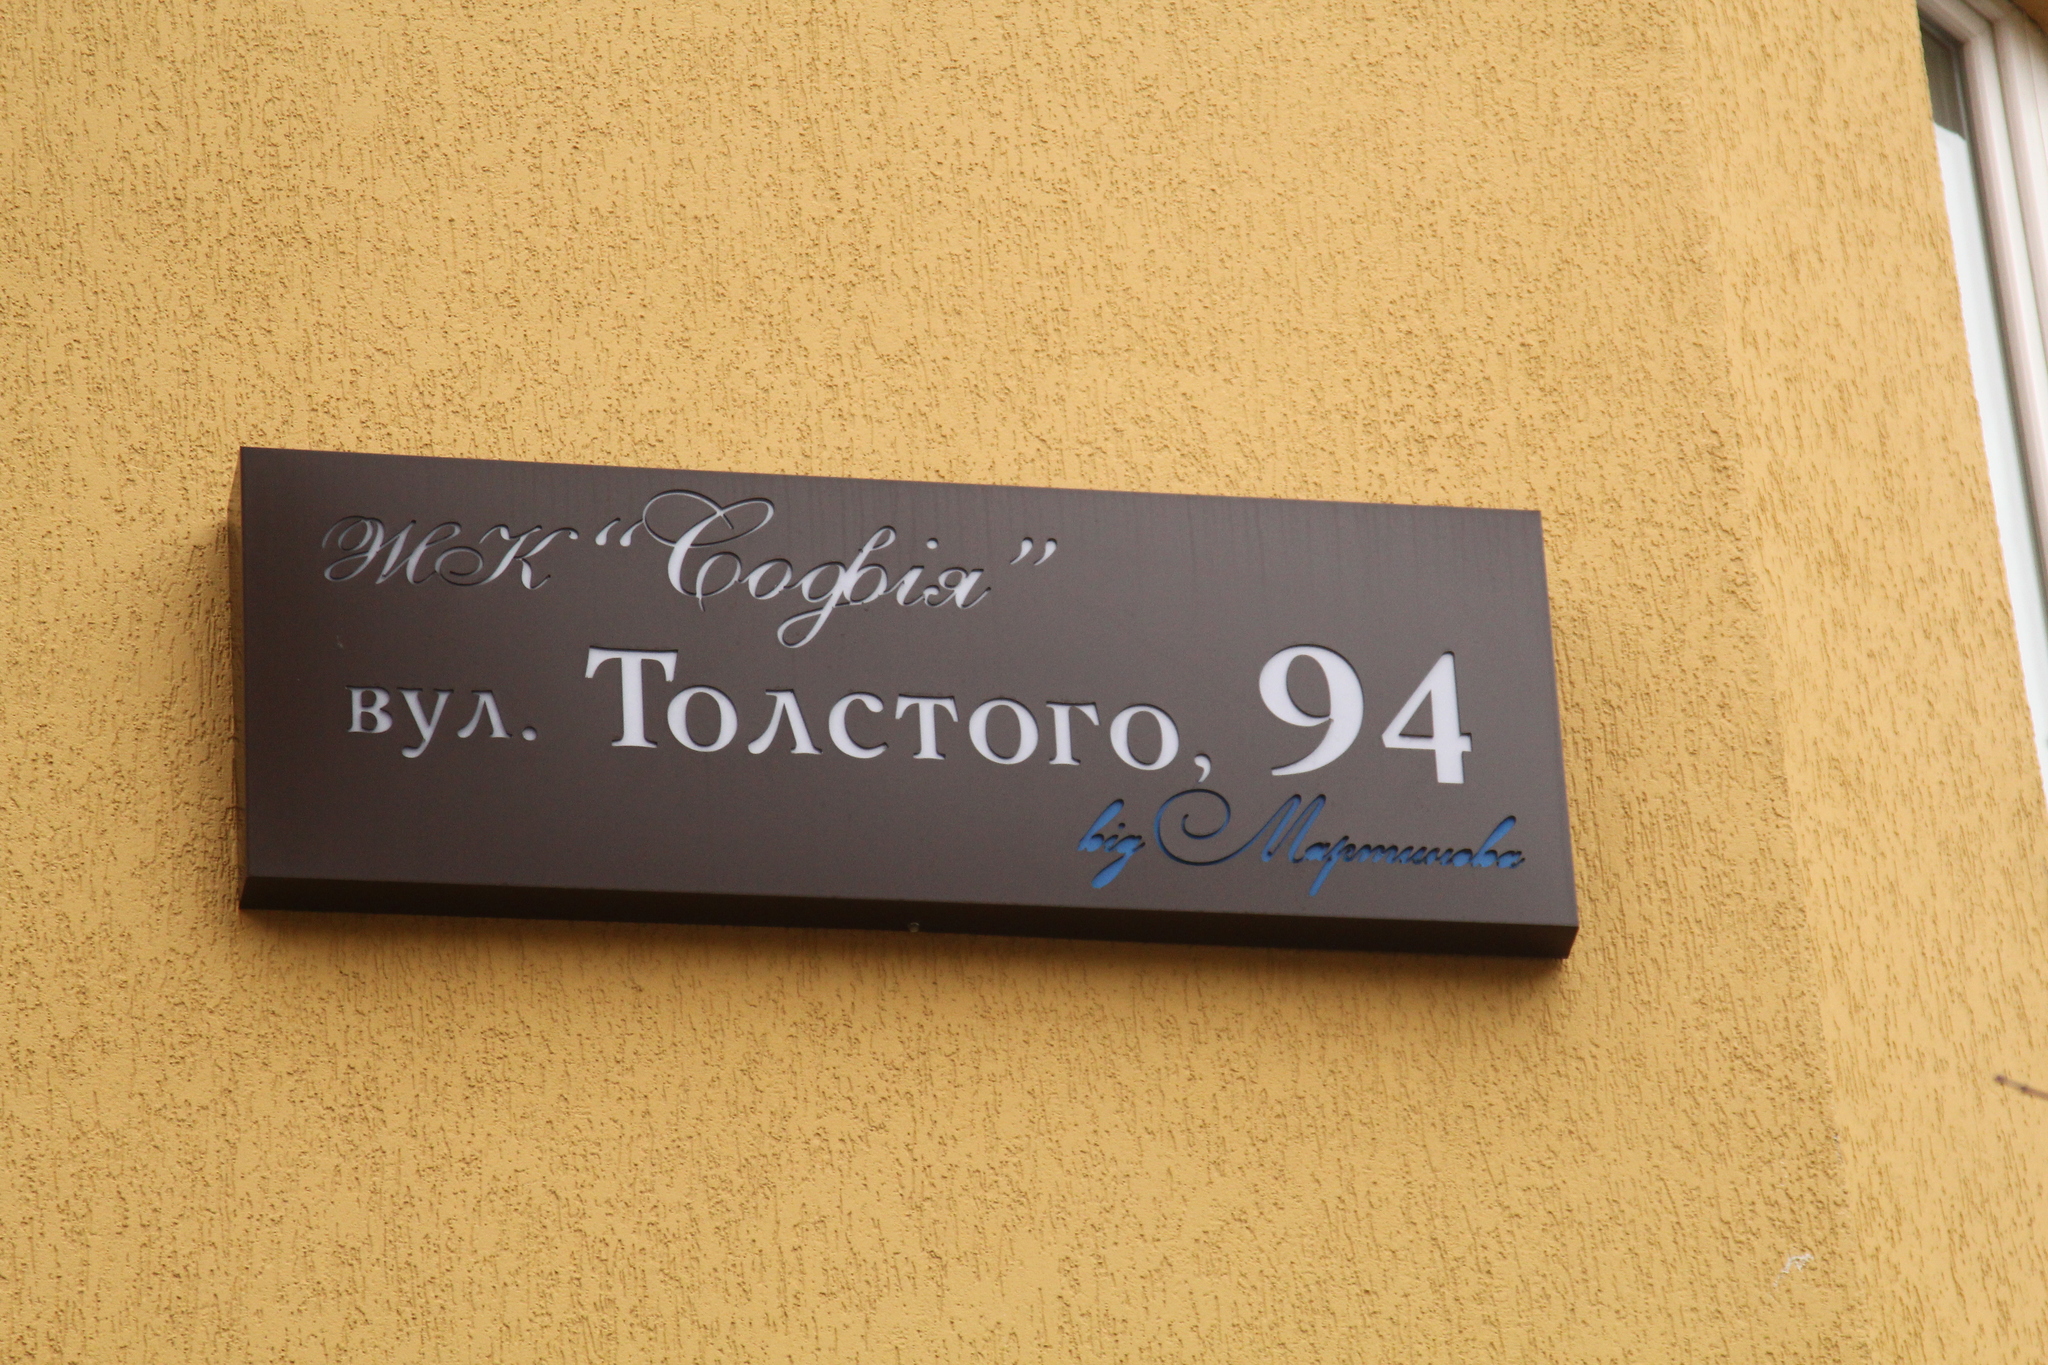 ЖК “Софія”
вул. Толстого, 94
від Мартинова